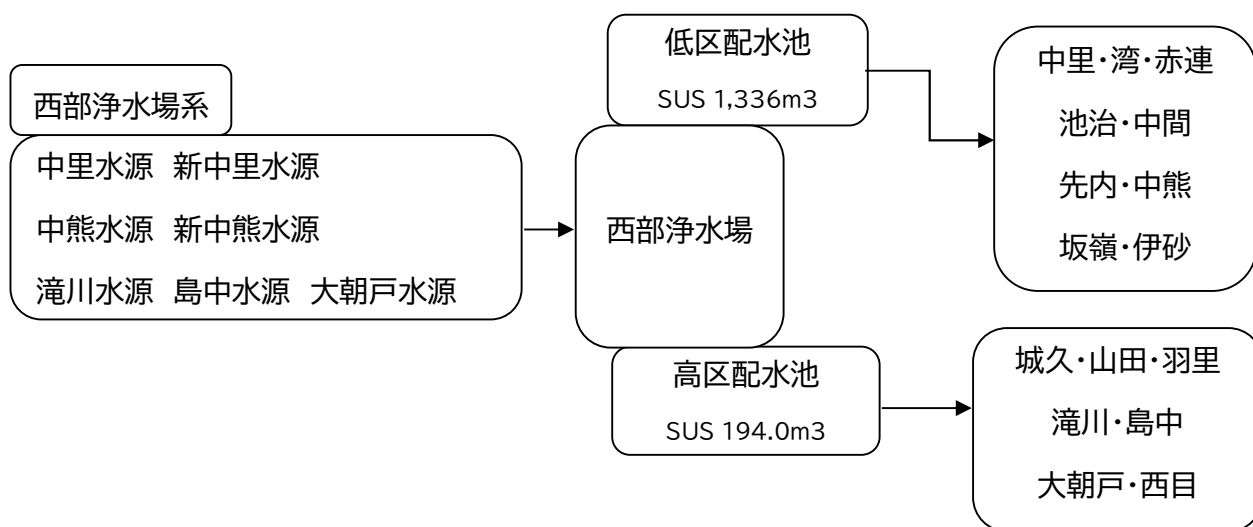 西部浄水場系
中里水源 新中里水源
中熊水源 新中熊水源
滝川水源 島中水源 大朝戸水源
西部浄水場
低区配水池
SUS 1,336m3
中里・湾・赤連
池治・中間
先内・中熊
坂嶺・伊砂
高区配水池
SUS 194.0m3
城久・山田・羽里
滝川・島中
大朝戸・西目